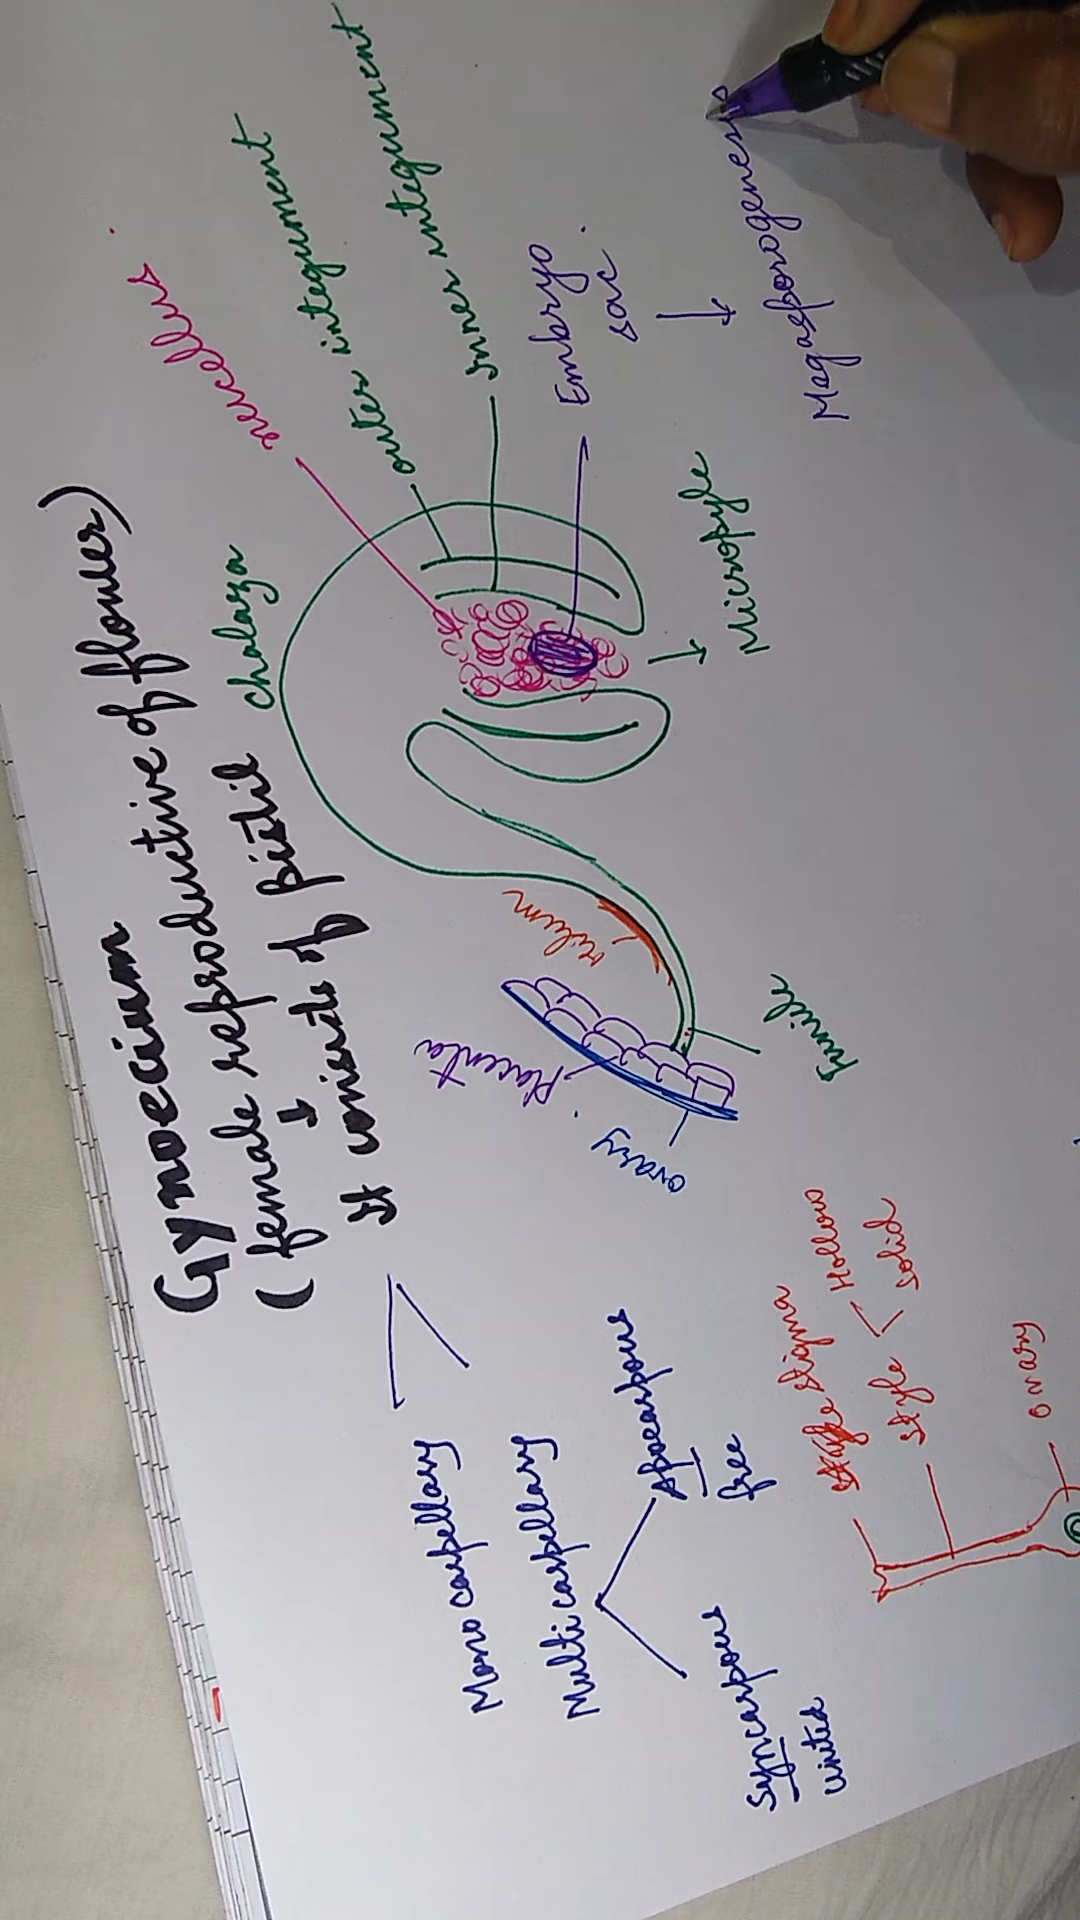 Gynoecium
(female reproductive of flower)
↓
It consists of pistil
Mono carpellary
Multi carpellary
Syncarpous
United
Apocarpous
free
Stigma
Style
Hollow
Solid
ovary
ovary
Placenta
hilum
Funicle
chalaza
nucellus
outer integument
Inner integument
Embryo
sac
↓
Megasporogenesis
↓
Micropyle